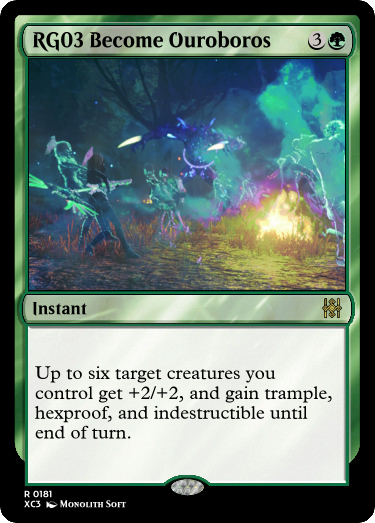 RG03 Become Ouroboros 3
Instant
Up to six target creatures you
control get +2/+2, and gain trample,
hexproof, and indestructible until
end of turn.
R 0181
XC3 Monolith Soft